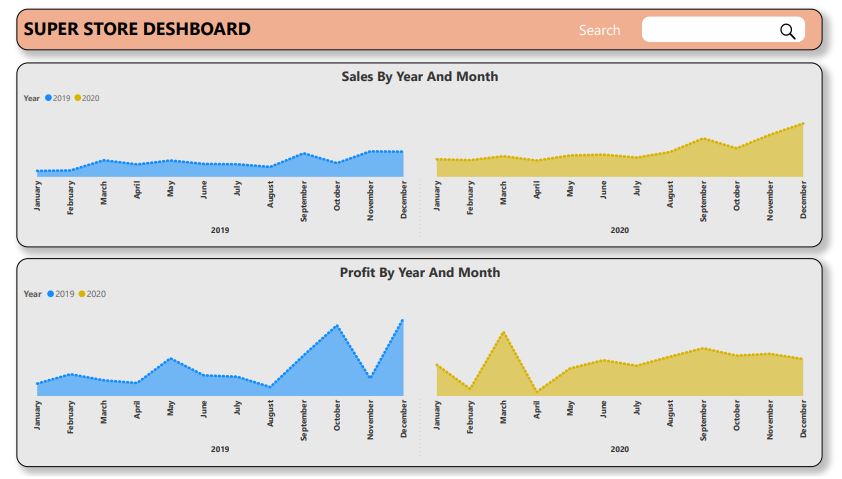 SUPER STORE DESHBOARD
Search
Sales By Year And Month
Year 2019 2020
January February March April May June July August September October November December January February March April May June July August September October November December
2019 2020
Profit By Year And Month
Year 2019 2020
January February March April May June July August September October November December January February March April May June July August September October November December
2019 2020